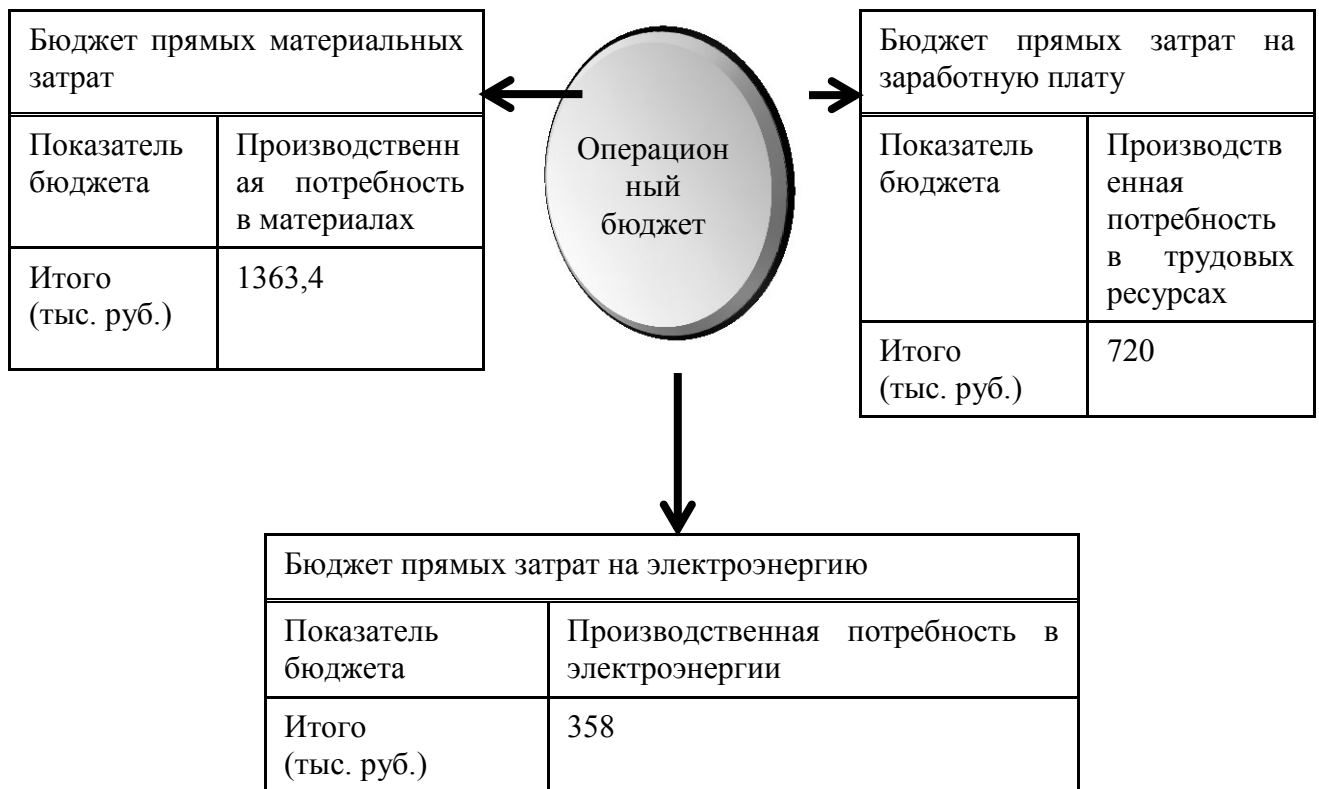 Бюджет прямых материальных
затрат
Показатель
бюджета
Производственн
ая потребность
в материалах
Итого
(тыс. руб.)
1363,4
Операцион
ный
бюджет
Бюджет прямых затрат на
заработную плату
Показатель
бюджета
Производств
енная
потребность
в трудовых
ресурсах
Итого
(тыс. руб.)
720
Бюджет прямых затрат на электроэнергию
Показатель
бюджета
Производственная потребность в
электроэнергии
Итого
(тыс. руб.)
358